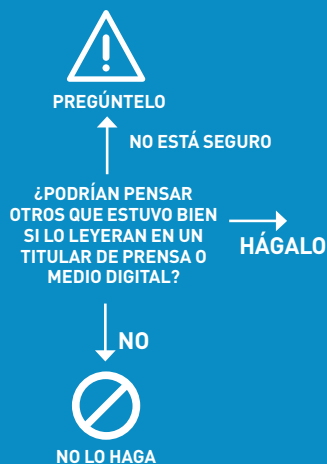 PREGÚNTELO
NO ESTÁ SEGURO
¿PODRÍAN PENSAR
OTROS QUE ESTUVO BIEN
SI LO LEYERAN EN UN
TITULAR DE PRENSA O
MEDIO DIGITAL?
HÁGALO
NO
NO LO HAGA